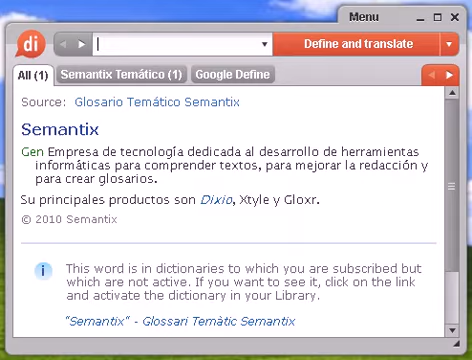 Menu
di
Define and translate
All (1)
Semantix Temático (1)
Google Define
Source: Glosario Temático Semantix
Semantix
Gen Empresa de tecnología dedicada al desarrollo de herramientas
informáticas para comprender textos, para mejorar la redacción y
para crear glosarios.
Su principales productos son Dixio, Xtyle y Gloxr.
© 2010 Semantix
i
This word is in dictionaries to which you are subscribed but
which are not active. If you want to see it, click on the link
and activate the dictionary in your Library.
"Semantix" - Glossari Temàtic Semantix